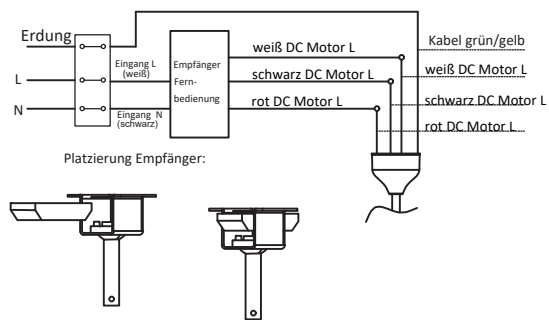 Erdung
L
N
Eingang L
(weiß)
Eingang N
(schwarz)
Empfänger
Fern-
bedienung
weiß DC Motor L
schwarz DC Motor L
rot DC Motor L
Kabel grün/gelb
weiß DC Motor L
schwarz DC Motor L
rot DC Motor L
Platzierung Empfänger: